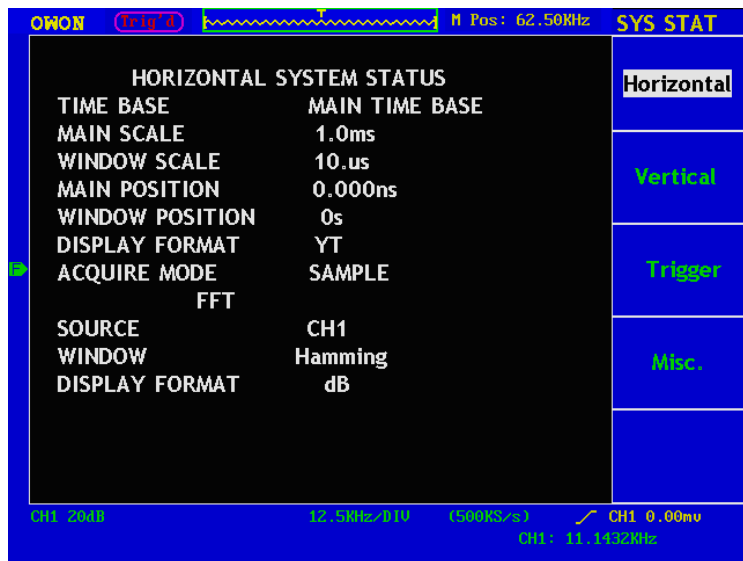 OWON Trig'd T M Pos: 62.50KHz SYS STAT
HORIZONTAL SYSTEM STATUS
TIME BASE MAIN TIME BASE
MAIN SCALE 1.0ms
WINDOW SCALE 10.us
MAIN POSITION 0.000ns
WINDOW POSITION 0s
DISPLAY FORMAT YT
ACQUIRE MODE SAMPLE
FFT
SOURCE CH1
WINDOW Hamming
DISPLAY FORMAT dB
Horizontal
Vertical
F
Trigger
Misc.
CH1 20dB 12.5KHz/DIV (500KS/s) CH1 0.00mv
CH1: 11.1432KHz